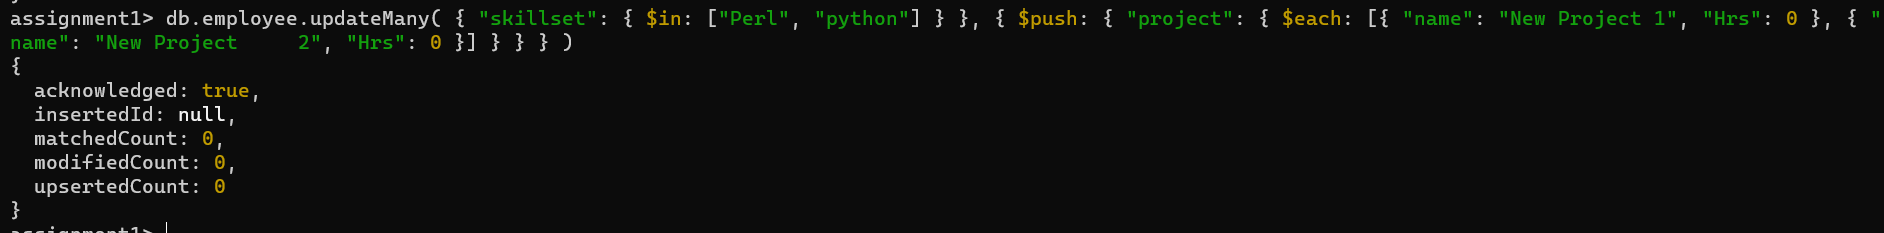 assignment1> db.employee.updateMany( { "skillset": { $in: ["Perl", "python"] } }, { $push: { "project": { $each: [{ "name": "New Project 1", "Hrs": 0 }, { "
name": "New Project     2", "Hrs": 0 }] } } } )
{
  acknowledged: true,
  insertedId: null,
  matchedCount: 0,
  modifiedCount: 0,
  upsertedCount: 0
}
assignment1>